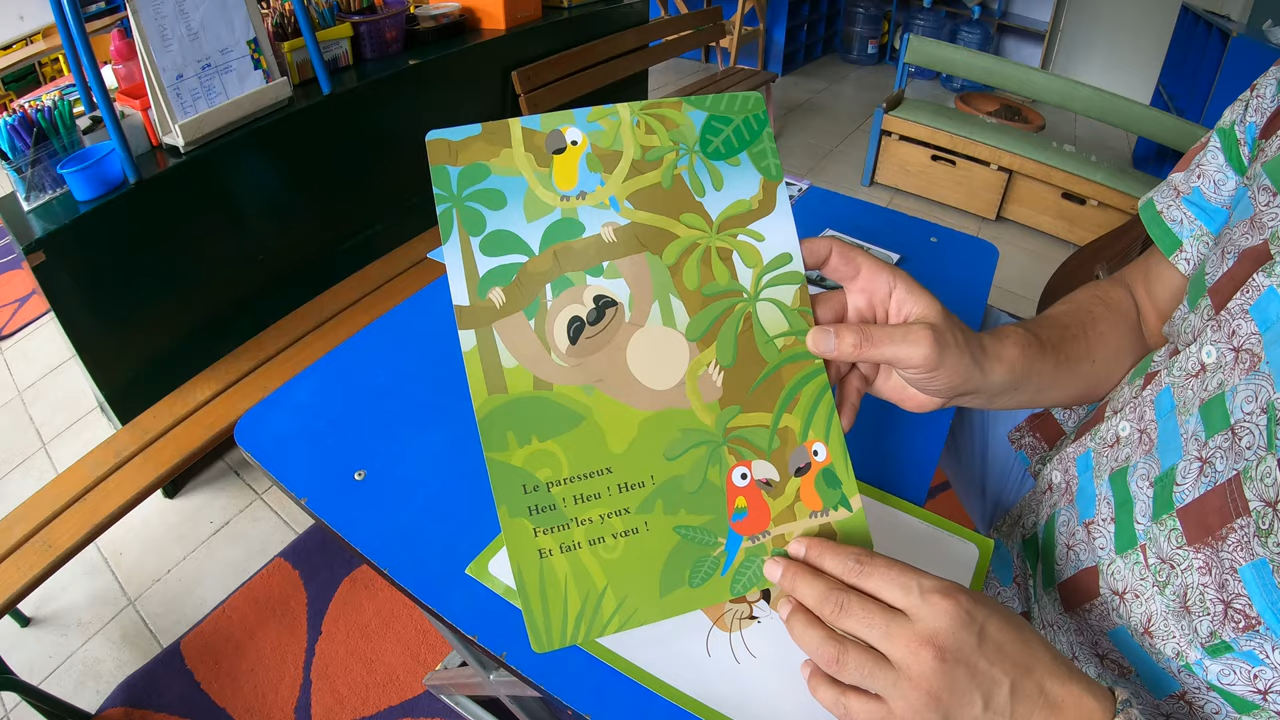 Le paresseux
Heu ! Heu ! Heu !
Ferm'les yeux
Et fait un vœu !